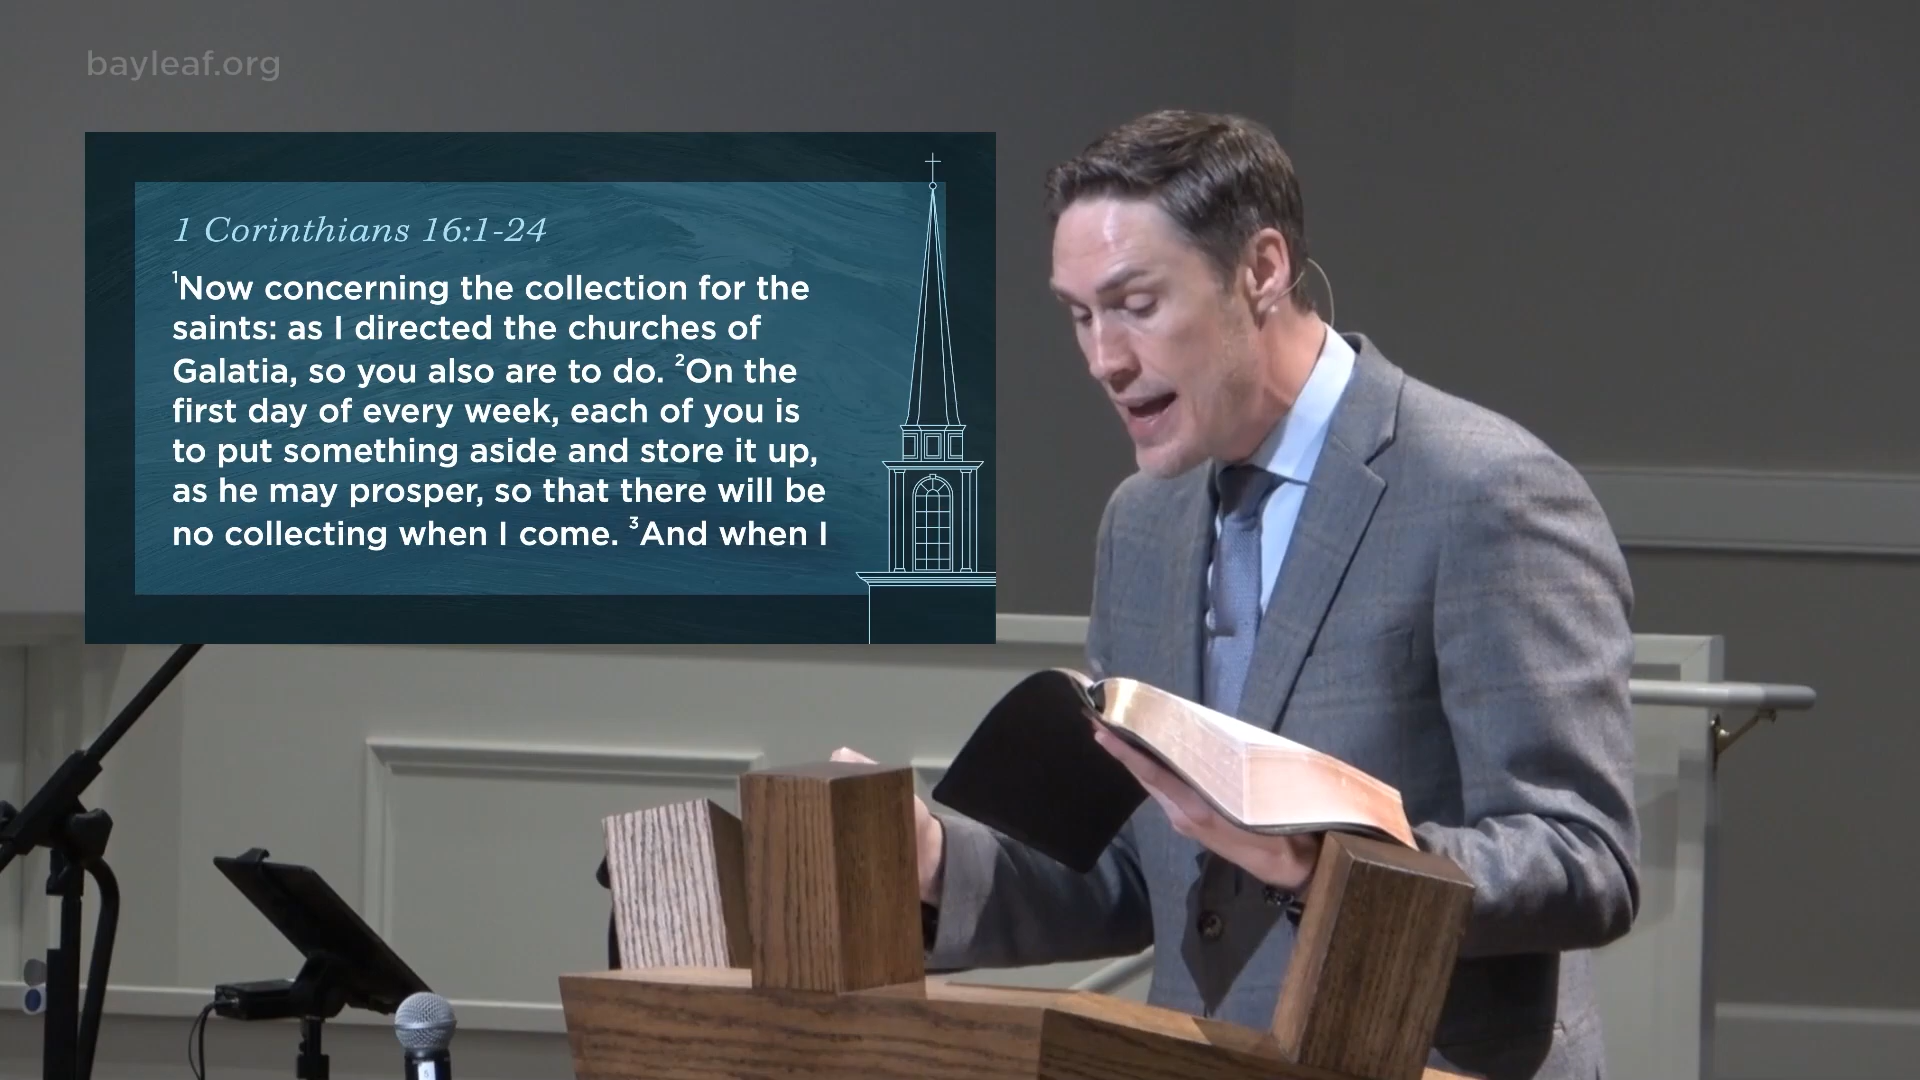 bayleaf.org
1 Corinthians 16:1-24
¹Now concerning the collection for the
saints: as I directed the churches of
Galatia, so you also are to do. ²On the
first day of every week, each of you is
to put something aside and store it up,
as he may prosper, so that there will be
no collecting when I come. ³And when I